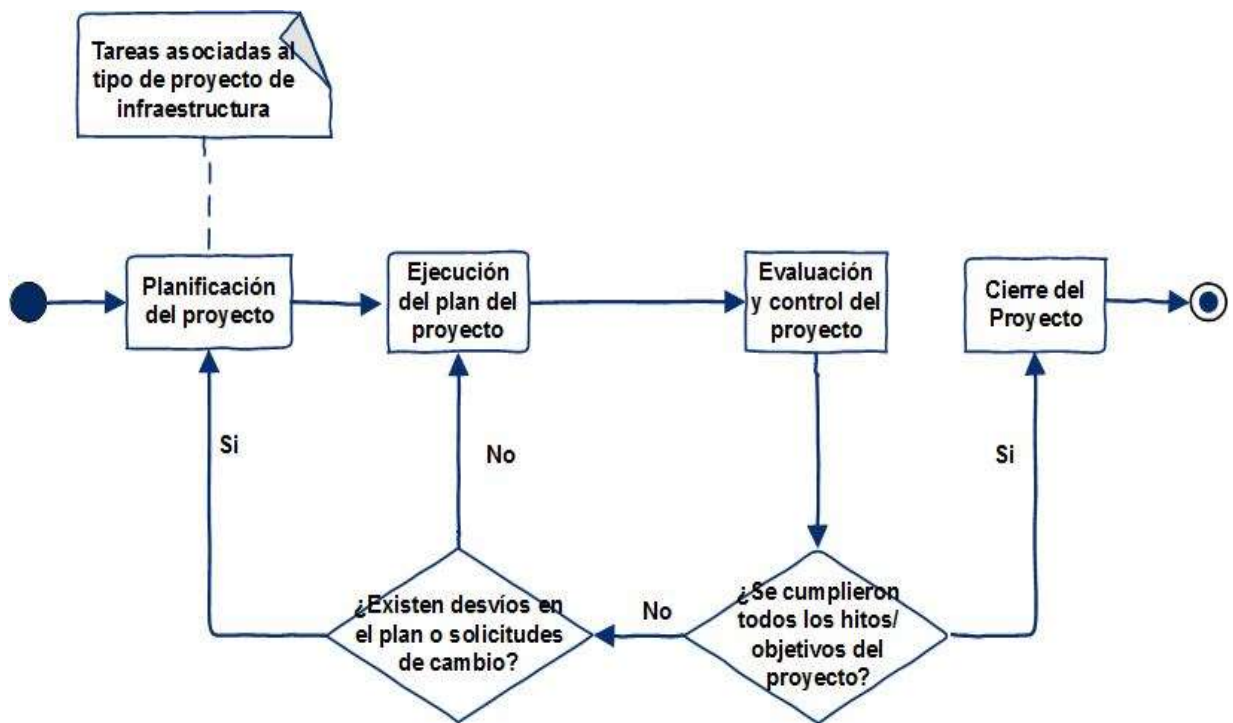 Tareas asociadas al
tipo de proyecto de
infraestructura
Planificación
del proyecto
Ejecución
del plan del
proyecto
Evaluación
y control del
proyecto
Cierre del
Proyecto
Si
No
Si
¿Existen desvíos en
el plan o solicitudes
de cambio?
No
¿Se cumplieron
todos los hitos/
objetivos del
proyecto?